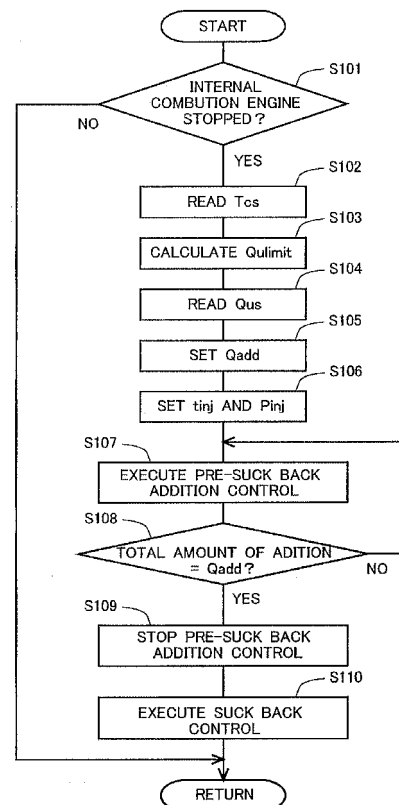 START
S101
INTERNAL
COMBUTION ENGINE
STOPPED?
NO
YES
S102
READ Tcs
S103
CALCULATE Qulimit
S104
READ Qus
S105
SET Qadd
S106
SET tinj AND Pinj
S107
EXECUTE PRE-SUCK BACK
ADDITION CONTROL
S108
TOTAL AMOUNT OF ADITION
= Qadd?
NO
YES
S109
STOP PRE-SUCK BACK
ADDITION CONTROL
S110
EXECUTE SUCK BACK
CONTROL
RETURN